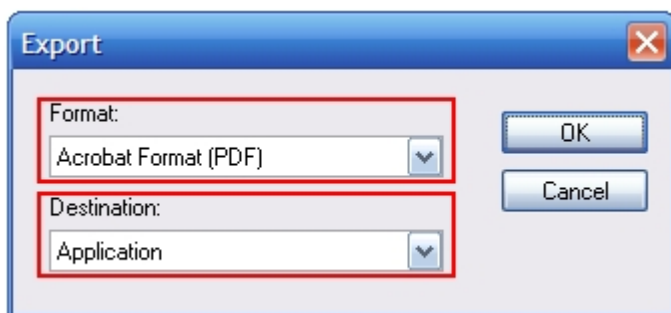 Export
Format:
Acrobat Format (PDF)
OK
Cancel
Destination:
Application